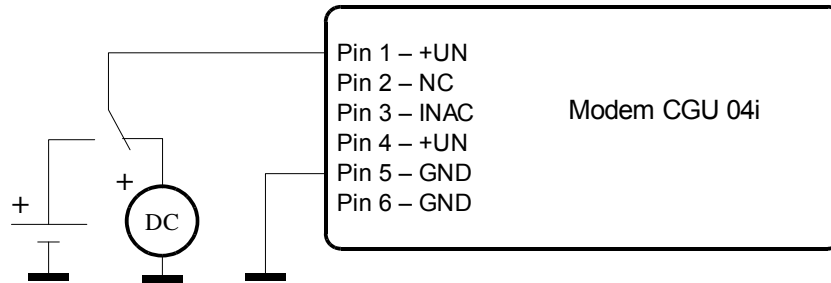 Pin 1 – +UN
Pin 2 – NC
Pin 3 – INAC
Modem CGU 04i
Pin 4 – +UN
Pin 5 – GND
Pin 6 – GND
+
+
DC